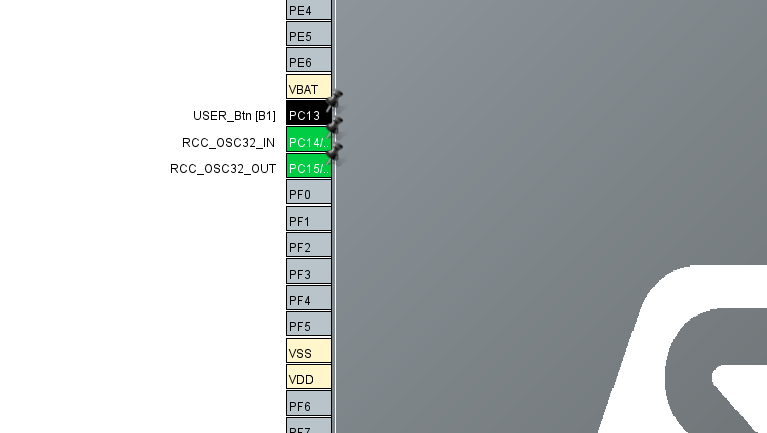 PE4
PE5
PE6
VBAT
USER_Btn [B1] PC13
RCC_OSC32_IN PC14/..
RCC_OSC32_OUT PC15/..
PF0
PF1
PF2
PF3
PF4
PF5
VSS
VDD
PF6
PF7